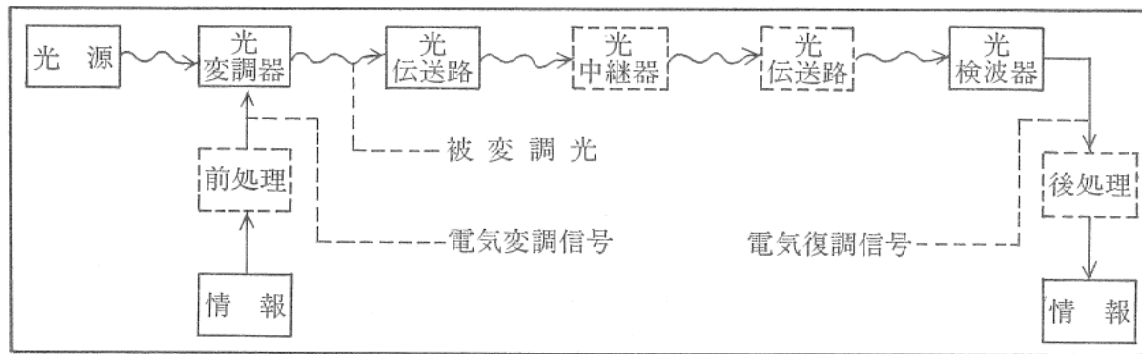 光 源
光
変調器
光
伝送路
光
中継器
光
伝送路
光
検波器
被 変 調 光
前処理
後処理
電気変調信号
電気復調信号
情 報
情 報